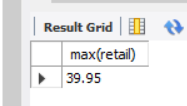 Result Grid
max(retail)
39.95